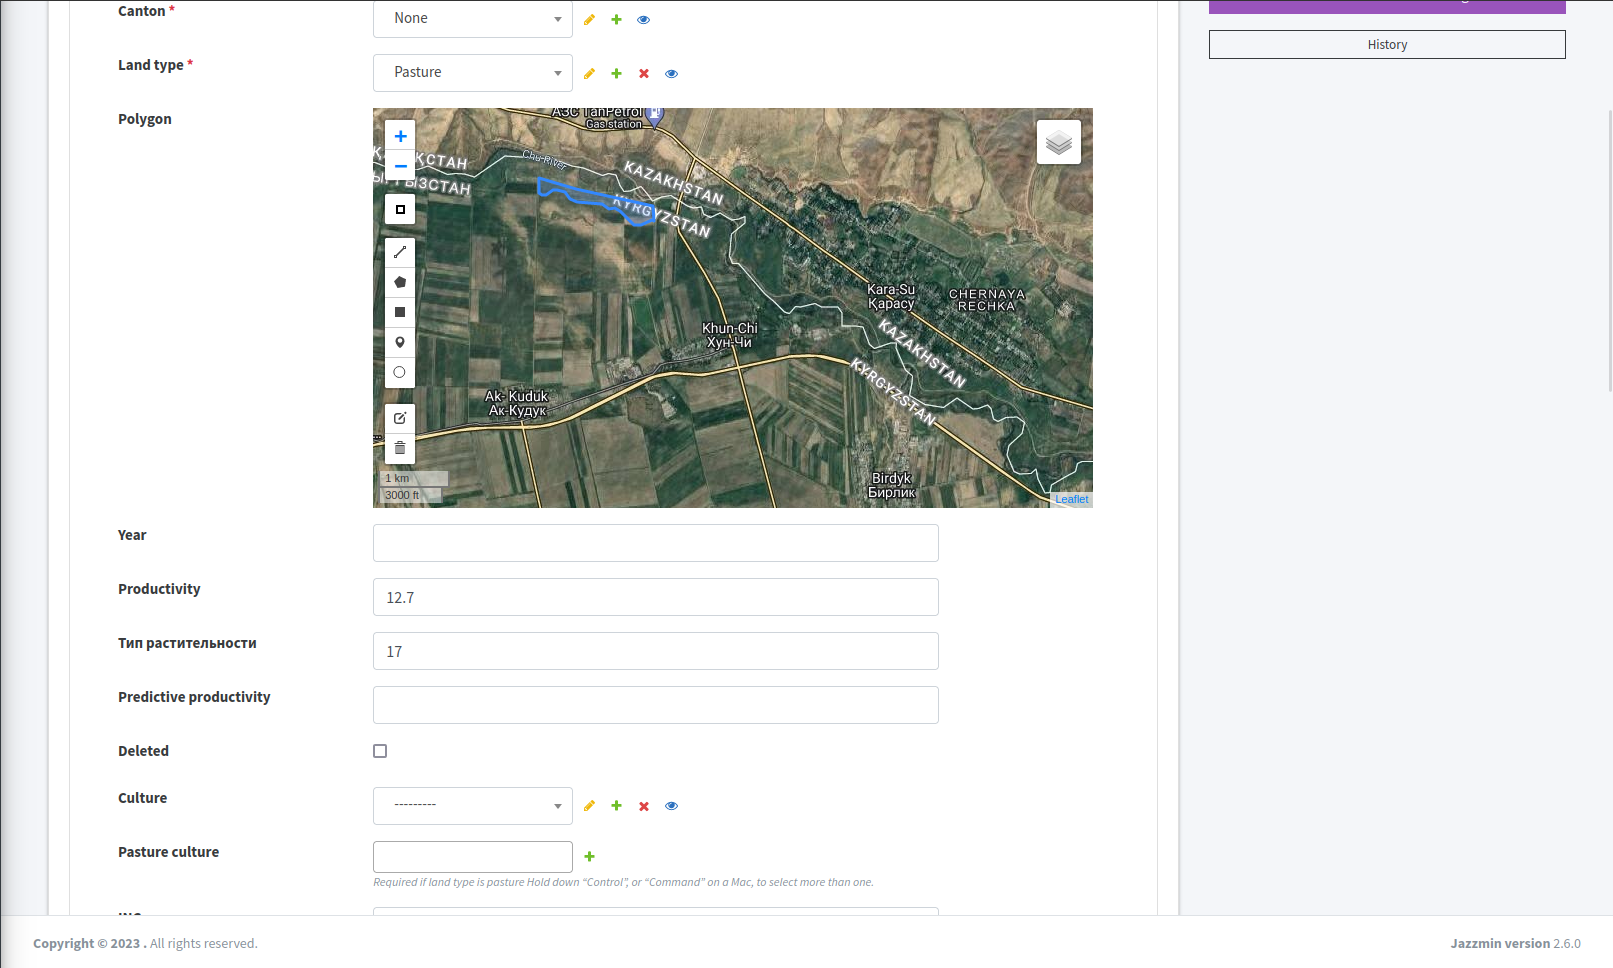 Canton *
None
History
Land type *
Pasture
Polygon
АЗС TanPetrol
Gas station
Chu River
ҚСТАН
ЫРГЫЗСТАН
KAZAKHSTAN
KYRGYZSTAN
Kara-Su
Қарасу
CHERNAYA
RECHKA
Khun-Chi
Хун-Чи
KAZAKHSTAN
KYRGYZSTAN
Ak- Kuduk
Ак-Кудук
Birdyk
Бирлик
+
−
1 km
3000 ft
Leaflet
Year
Productivity
12.7
Тип растительности
17
Predictive productivity
Deleted
Culture
---------
Pasture culture
Required if land type is pasture Hold down “Control”, or “Command” on a Mac, to select more than one.
Copyright © 2023 . All rights reserved.
Jazzmin version 2.6.0